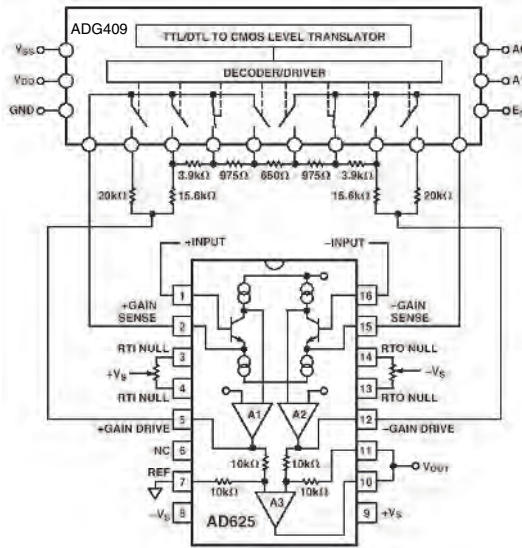 ADG409
TTL/DTL TO CMOS LEVEL TRANSLATOR
VSS
VDD
DECODER/DRIVER
GND
3.9kΩ 975Ω 650Ω 975Ω 3.9kΩ
20kΩ 15.6kΩ 15.6kΩ 20kΩ
+INPUT -INPUT
1 16
+GAIN SENSE -GAIN SENSE
2 15
RTI NULL RTO NULL
3 14
+VS -VS
4 13
RTI NULL RTO NULL
A1 A2
5 12
+GAIN DRIVE -GAIN DRIVE
NC 6 10kΩ 10kΩ 11
VOUT
REF 7 10kΩ 10kΩ 10
A3
-VS 8 AD625 9 +VS